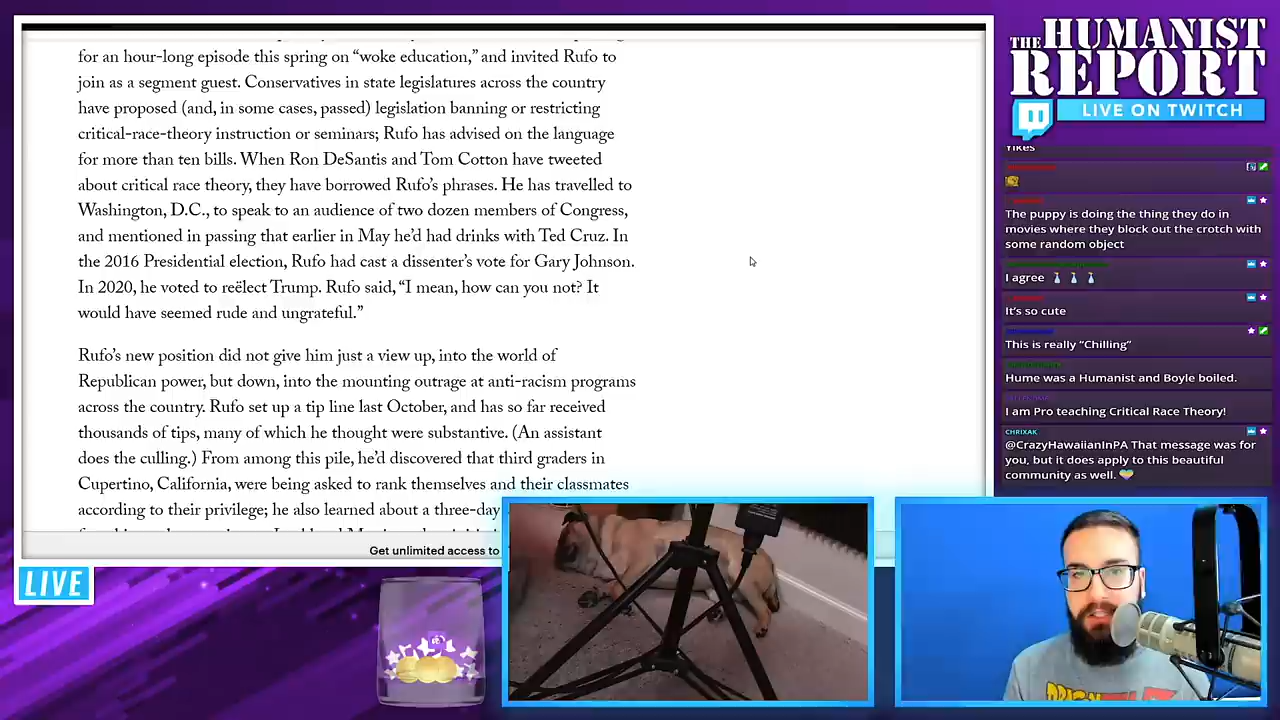 for an hour-long episode this spring on “woke education,” and invited Rufo to
join as a segment guest. Conservatives in state legislatures across the country
have proposed (and, in some cases, passed) legislation banning or restricting
critical-race-theory instruction or seminars; Rufo has advised on the language
for more than ten bills. When Ron DeSantis and Tom Cotton have tweeted
about critical race theory, they have borrowed Rufo’s phrases. He has travelled to
Washington, D.C., to speak to an audience of two dozen members of Congress,
and mentioned in passing that earlier in May he’d had drinks with Ted Cruz. In
the 2016 Presidential election, Rufo had cast a dissenter’s vote for Gary Johnson.
In 2020, he voted to reëlect Trump. Rufo said, “I mean, how can you not? It
would have seemed rude and ungrateful.”
Rufo’s new position did not give him just a view up, into the world of
Republican power, but down, into the mounting outrage at anti-racism programs
across the country. Rufo set up a tip line last October, and has so far received
thousands of tips, many of which he thought were substantive. (An assistant
does the culling.) From among this pile, he’d discovered that third graders in
Cupertino, California, were being asked to rank themselves and their classmates
according to their privilege; he also learned about a three-day
Get unlimited access to
LIVE
THE HUMANIST
REPORT
LIVE ON TWITCH
Yikes
The puppy is doing the thing they do in
movies where they block out the crotch with
some random object
I agree
It’s so cute
This is really “Chilling”
Hume was a Humanist and Boyle boiled.
I am Pro teaching Critical Race Theory!
CHRIXAK
@CrazyHawaiianInPA That message was for
you, but it does apply to this beautiful
community as well.